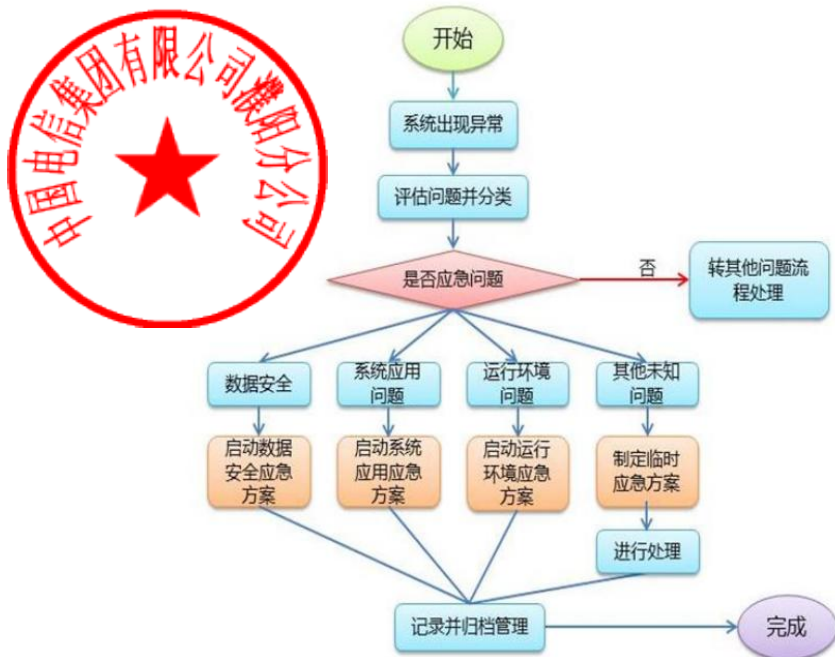 中国电信集团有限公司濮阳分公司
开始
系统出现异常
评估问题并分类
是否应急问题
否
转其他问题流
程处理
数据安全
系统应用
问题
运行环境
问题
其他未知
问题
启动数据
安全应急
方案
启动系统
应用应急
方案
启动运行
环境应急
方案
制定临时
应急方案
进行处理
记录并归档管理
完成